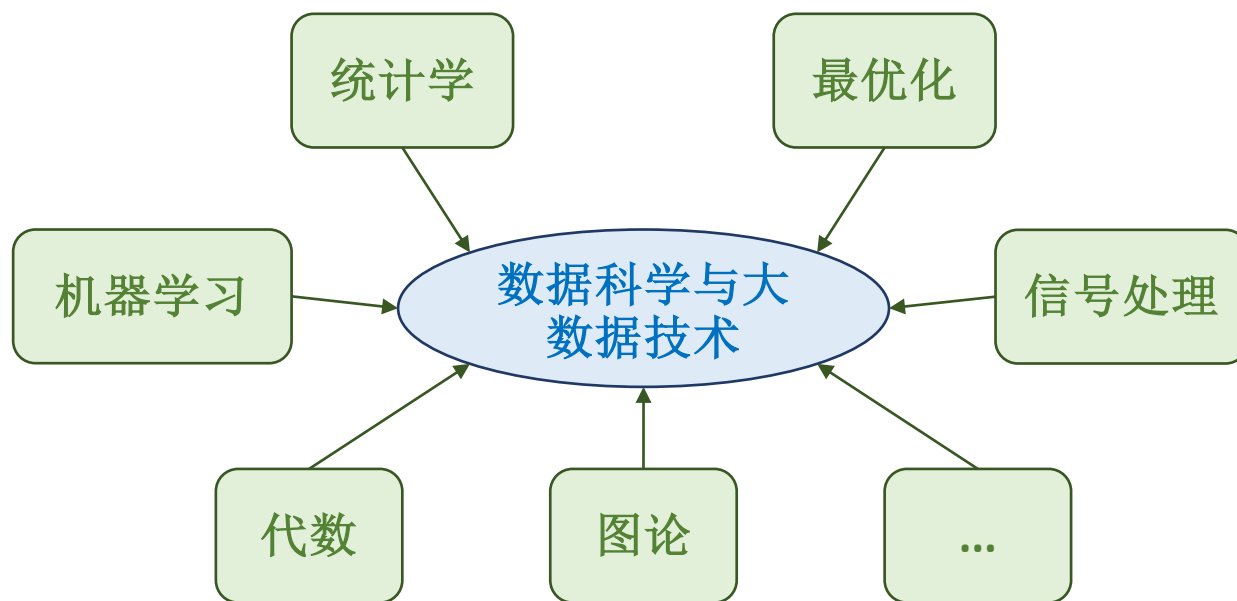 统计学
最优化
机器学习
数据科学与大
数据技术
信号处理
代数
图论
...